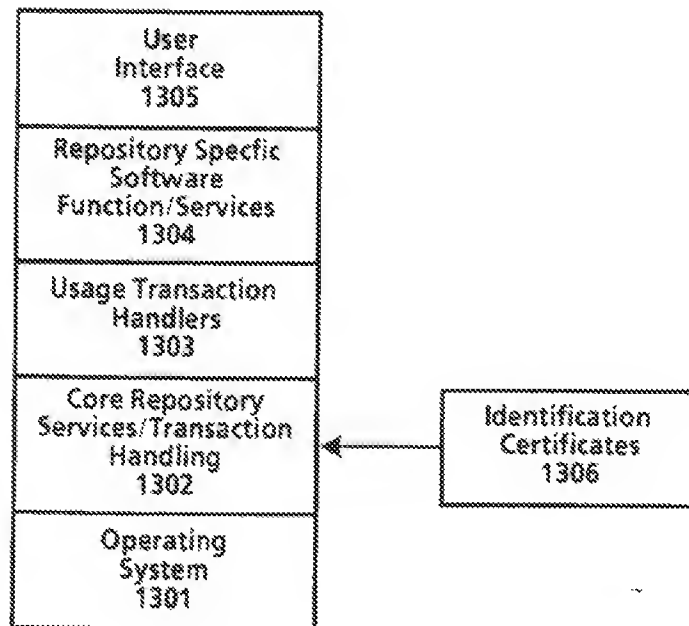 User
Interface
1305
Repository Specfic
Software
Function/Services
1304
Usage Transaction
Handlers
1303
Core Repository
Services/Transaction
Handling
1302
Identification
Certificates
1306
Operating
System
1301